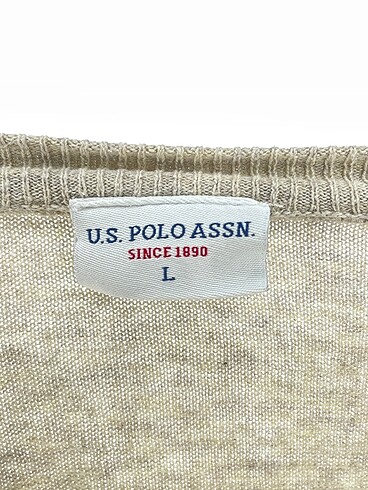 U.S. POLO ASSN.
SINCE 1890
L